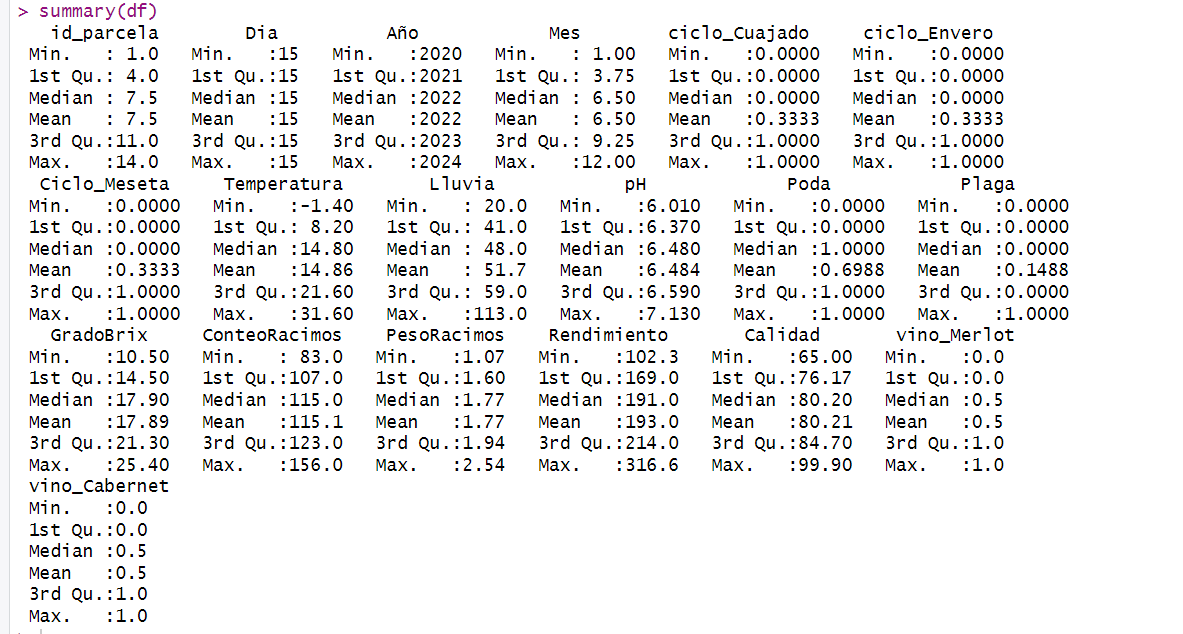 > summary(df)
id_parcela Dia Año Mes ciclo_Cuajado ciclo_Envero
Min. : 1.0 Min. :15 Min. :2020 Min. : 1.00 Min. :0.0000 Min. :0.0000
1st Qu.: 4.0 1st Qu.:15 1st Qu.:2021 1st Qu.: 3.75 1st Qu.:0.0000 1st Qu.:0.0000
Median : 7.5 Median :15 Median :2022 Median : 6.50 Median :0.0000 Median :0.0000
Mean : 7.5 Mean :15 Mean :2022 Mean : 6.50 Mean :0.3333 Mean :0.3333
3rd Qu.:11.0 3rd Qu.:15 3rd Qu.:2023 3rd Qu.: 9.25 3rd Qu.:1.0000 3rd Qu.:1.0000
Max. :14.0 Max. :15 Max. :2024 Max. :12.00 Max. :1.0000 Max. :1.0000
Ciclo_Meseta Temperatura Lluvia pH Poda Plaga
Min. :0.0000 Min. :-1.40 Min. : 20.0 Min. :6.010 Min. :0.0000 Min. :0.0000
1st Qu.:0.0000 1st Qu.: 8.20 1st Qu.: 41.0 1st Qu.:6.370 1st Qu.:0.0000 1st Qu.:0.0000
Median :0.0000 Median :14.80 Median : 48.0 Median :6.480 Median :1.0000 Median :0.0000
Mean :0.3333 Mean :14.86 Mean : 51.7 Mean :6.484 Mean :0.6988 Mean :0.1488
3rd Qu.:1.0000 3rd Qu.:21.60 3rd Qu.: 59.0 3rd Qu.:6.590 3rd Qu.:1.0000 3rd Qu.:0.0000
Max. :1.0000 Max. :31.60 Max. :113.0 Max. :7.130 Max. :1.0000 Max. :1.0000
GradoBrix ConteoRacimos PesoRacimos Rendimiento Calidad vino_Merlot
Min. :10.50 Min. : 83.0 Min. :1.07 Min. :102.3 Min. :65.00 Min. :0.0
1st Qu.:14.50 1st Qu.:107.0 1st Qu.:1.60 1st Qu.:169.0 1st Qu.:76.17 1st Qu.:0.0
Median :17.90 Median :115.0 Median :1.77 Median :191.0 Median :80.20 Median :0.5
Mean :17.89 Mean :115.1 Mean :1.77 Mean :193.0 Mean :80.21 Mean :0.5
3rd Qu.:21.30 3rd Qu.:123.0 3rd Qu.:1.94 3rd Qu.:214.0 3rd Qu.:84.70 3rd Qu.:1.0
Max. :25.40 Max. :156.0 Max. :2.54 Max. :316.6 Max. :99.90 Max. :1.0
vino_Cabernet
Min. :0.0
1st Qu.:0.0
Median :0.5
Mean :0.5
3rd Qu.:1.0
Max. :1.0